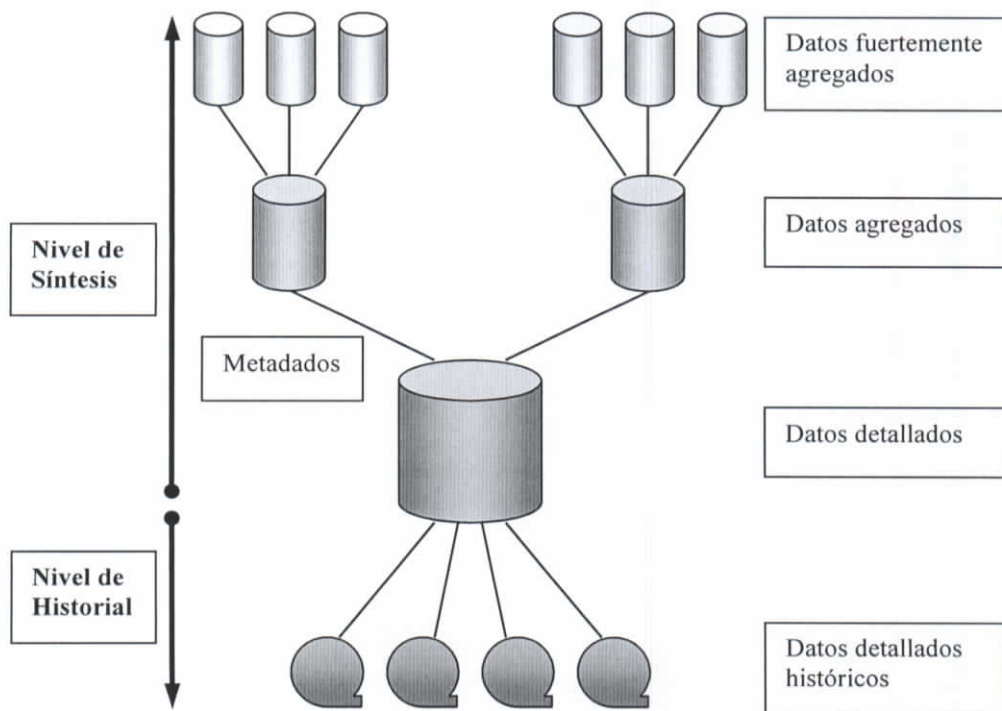 Datos fuertemente
agregados
Datos agregados
Nivel de
Síntesis
Metadados
Datos detallados
Nivel de
Historial
Datos detallados
históricos